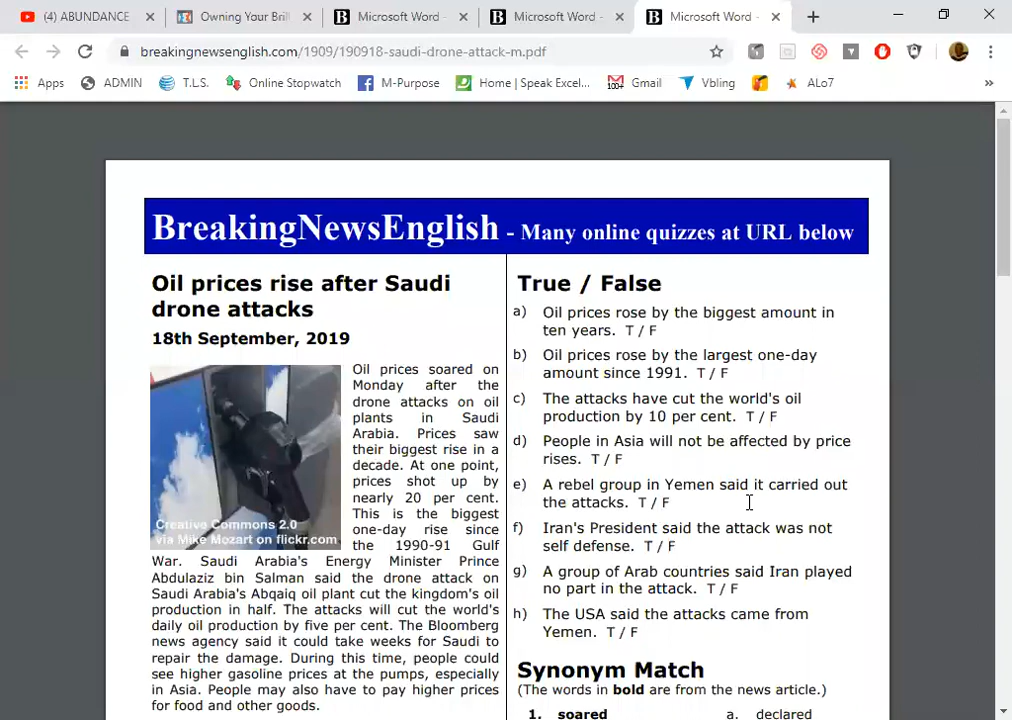 (4) ABUNDANCE
Owning Your Bril
Microsoft Word -
Microsoft Word -
Microsoft Word -
breakingnewsenglish.com/1909/190918-saudi-drone-attack-m.pdf
Apps
ADMIN
T.L.S.
Online Stopwatch
M-Purpose
Home | Speak Excel...
100+
Gmail
Vbling
ALo7
»
BreakingNewsEnglish - Many online quizzes at URL below
Oil prices rise after Saudi
drone attacks
18th September, 2019
Oil prices soared on
Monday after the
drone attacks on oil
plants in Saudi
Arabia. Prices saw
their biggest rise in a
decade. At one point,
prices shot up by
nearly 20 per cent.
This is the biggest
one-day rise since
the 1990-91 Gulf
Creative Commons 2.0
via Mike Mozart on flickr.com
War. Saudi Arabia's Energy Minister Prince
Abdulaziz bin Salman said the drone attack on
Saudi Arabia's Abqaiq oil plant cut the kingdom's oil
production in half. The attacks will cut the world's
daily oil production by five per cent. The Bloomberg
news agency said it could take weeks for Saudi to
repair the damage. During this time, people could
see higher gasoline prices at the pumps, especially
in Asia. People may also have to pay higher prices
for food and other goods.
True / False
a) Oil prices rose by the biggest amount in
ten years. T / F
b) Oil prices rose by the largest one-day
amount since 1991. T / F
c) The attacks have cut the world's oil
production by 10 per cent. T / F
d) People in Asia will not be affected by price
rises. T / F
e) A rebel group in Yemen said it carried out
the attacks. T / F
f) Iran's President said the attack was not
self defense. T / F
g) A group of Arab countries said Iran played
no part in the attack. T / F
h) The USA said the attacks came from
Yemen. T / F
Synonym Match
(The words in bold are from the news article.)
1. soared a. declared